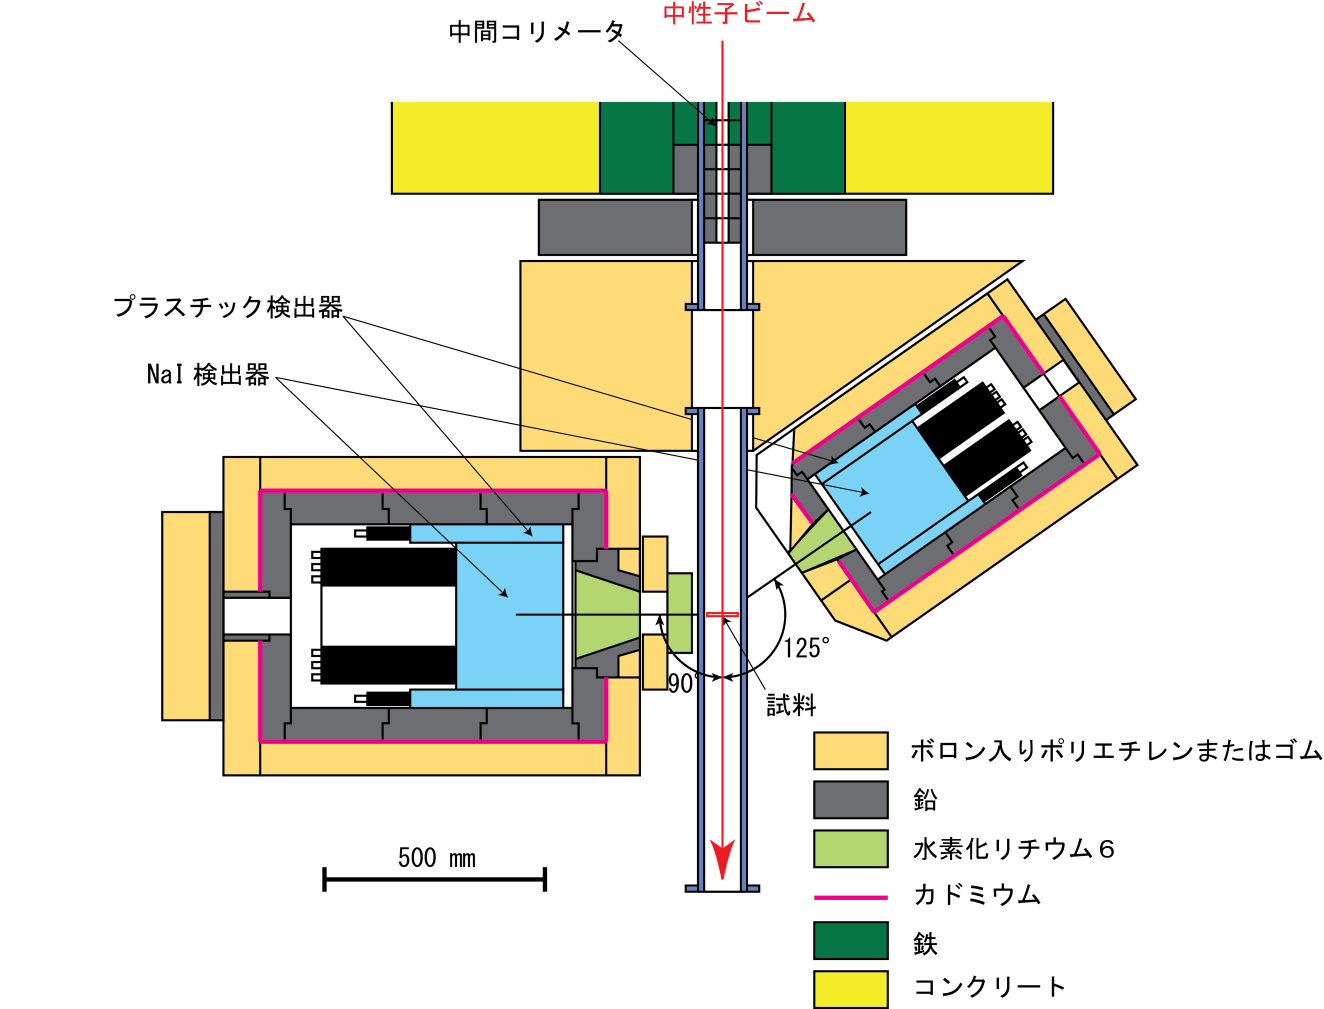 中性子ビーム
中間コリメータ
プラスチック検出器
NaI 検出器
125°
90°
試料
ボロン入りポリエチレンまたはゴム
鉛
水素化リチウム６
カドミウム
鉄
コンクリート
500 mm